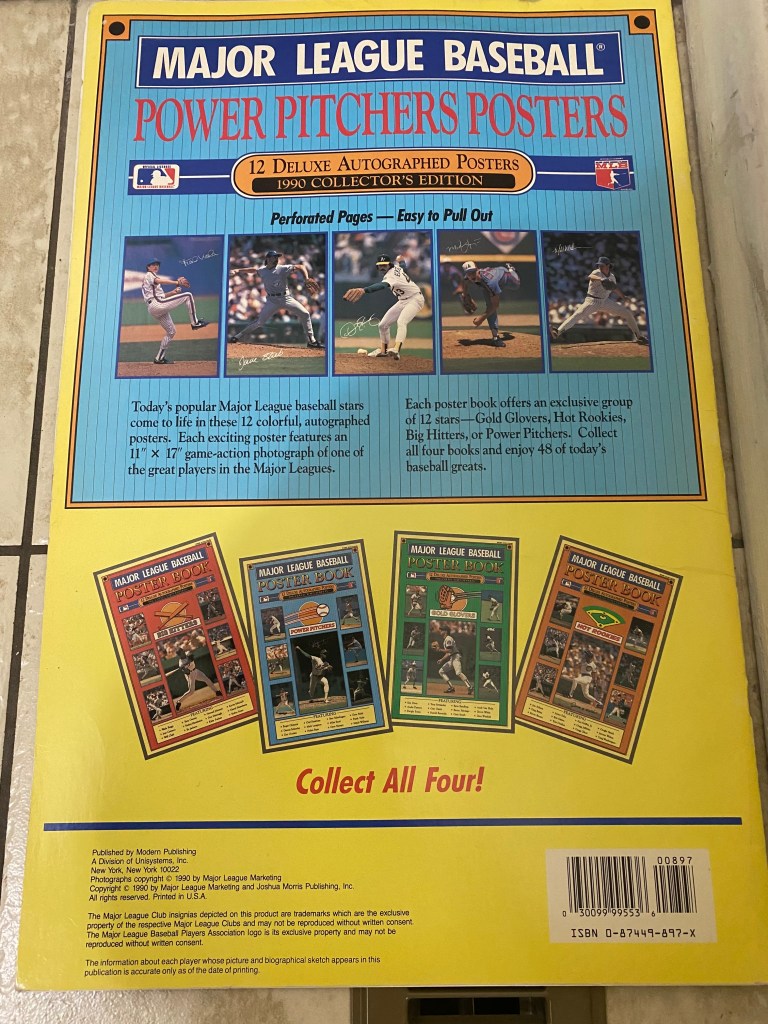 MAJOR LEAGUE BASEBALL®
POWER PITCHERS POSTERS
12 DELUXE AUTOGRAPHED POSTERS
1990 COLLECTOR'S EDITION
MLB
Perforated Pages — Easy to Pull Out
Today's popular Major League baseball stars
come to life in these 12 colorful, autographed
posters. Each exciting poster features an
11" × 17" game-action photograph of one of
the great players in the Major Leagues.
Each poster book offers an exclusive group
of 12 stars—Gold Glovers, Hot Rookies,
Big Hitters, or Power Pitchers. Collect
all four books and enjoy 48 of today's
baseball greats.
MAJOR LEAGUE BASEBALL
POSTER BOOK
BIG HITTERS
MAJOR LEAGUE BASEBALL
POSTER BOOK
POWER PITCHERS
FEATURING
MAJOR LEAGUE BASEBALL
POSTER BOOK
GOLD GLOVERS
FEATURING
MAJOR LEAGUE BASEBALL
POSTER BOOK
HOT ROOKIES
FEATURING
Collect All Four!
Published by Modern Publishing
A Division of Unisystems, Inc.
New York, New York 10022
Photographs copyright © 1990 by Major League Marketing
Copyright © 1990 by Major League Marketing and Joshua Morris Publishing, Inc.
All rights reserved. Printed in U.S.A.
The Major League Club insignias depicted on this product are trademarks which are the exclusive
property of the respective Major League Clubs and may not be reproduced without written consent.
The Major League Baseball Players Association logo is its exclusive property and may not be
reproduced without written consent.
The information about each player whose picture and biographical sketch appears in this
publication is accurate only as of the date of printing.
00897
0 30099 99553 6
ISBN 0-87449-897-X